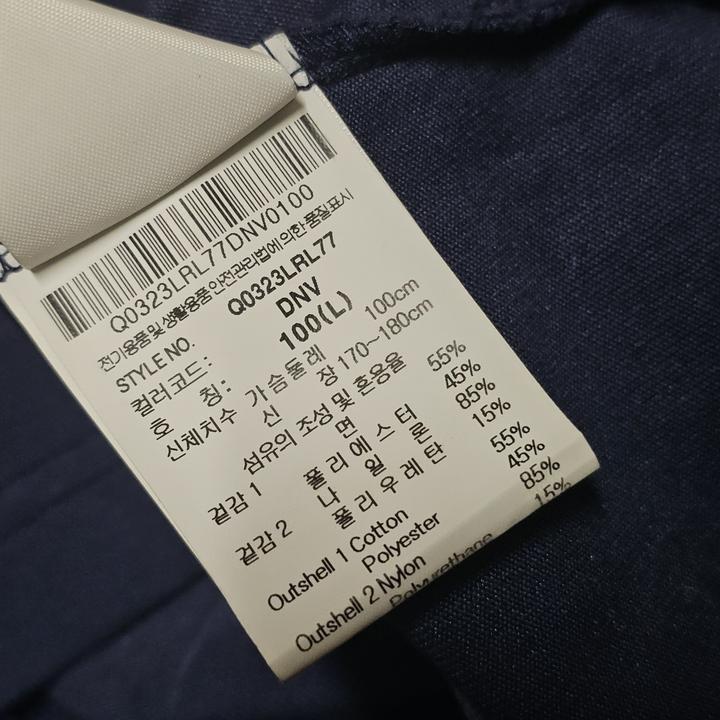 Q0323LRL77DNV0100
전기용품 및 생활용품 안전관리법에 의한 품질표시
STYLE NO. Q0323LRL77
컬러코드: DNV
호 칭: 100(L)
신체치수 가슴둘레 100cm
신 장 170~180cm
섬유의 조성 및 혼용율
겉감 1 면 55%
폴리에스터 45%
겉감 2 나일론 85%
폴리우레탄 15%
Outshell 1 Cotton 55%
Polyester 45%
Outshell 2 Nylon 85%
Polyurethane 15%